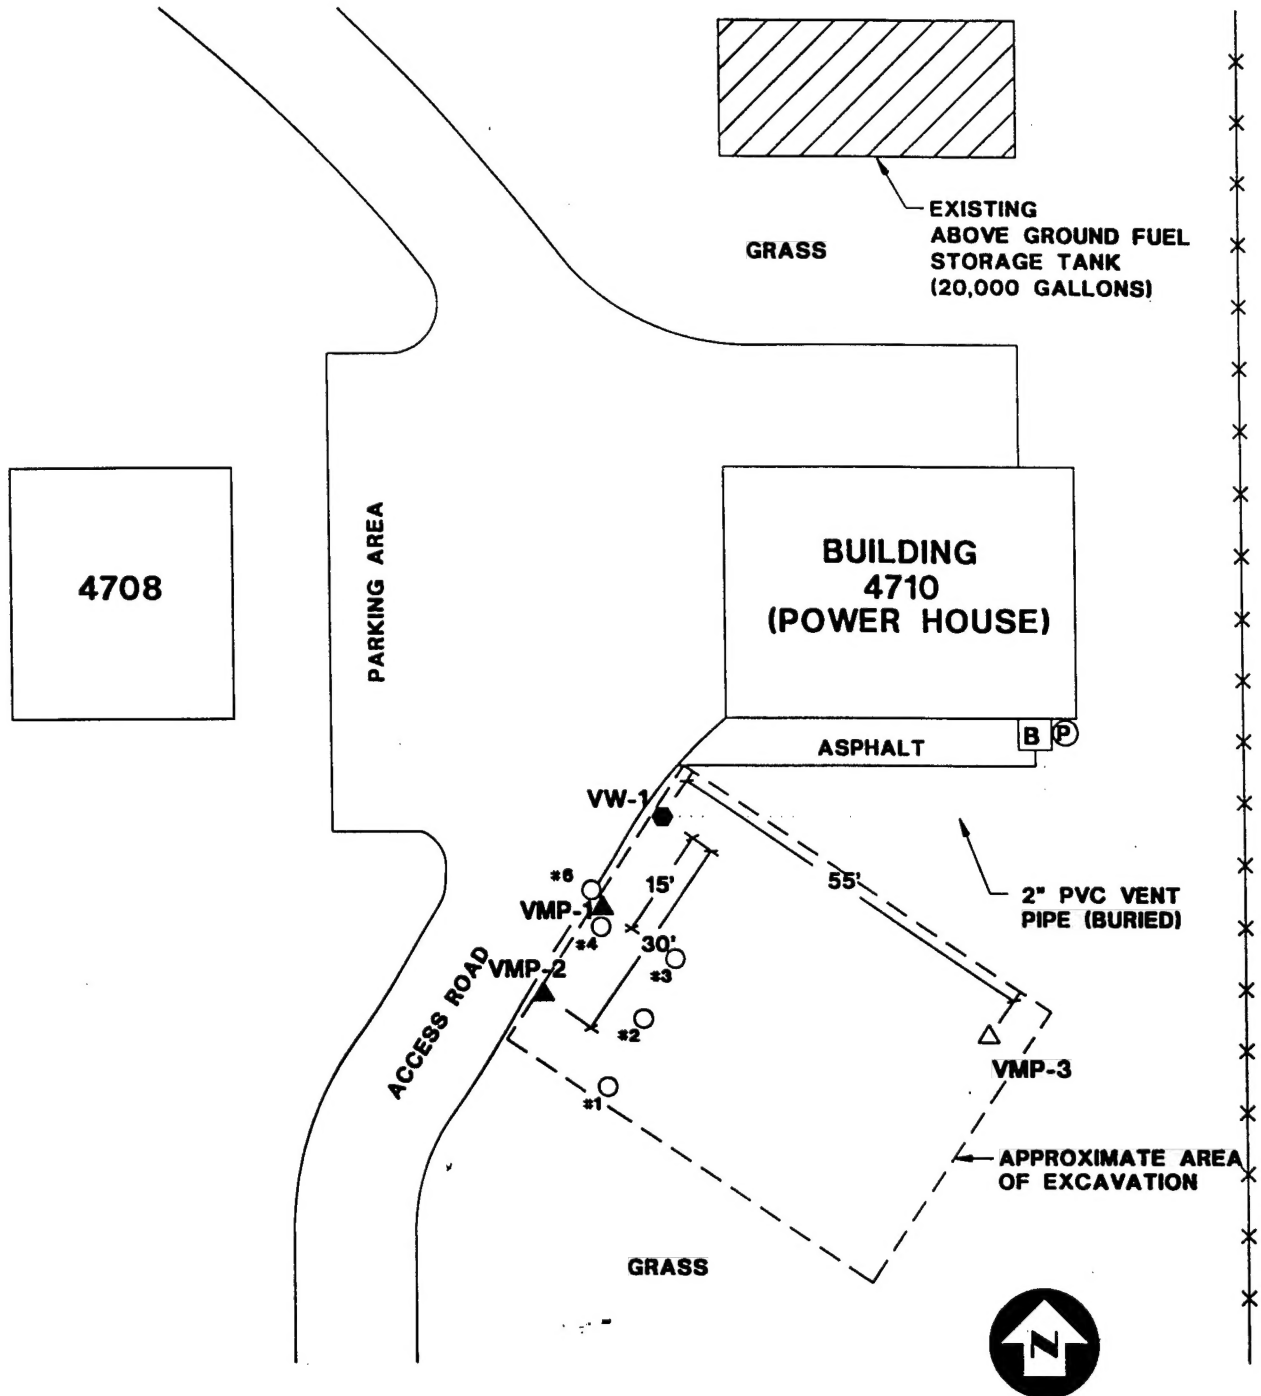 EXISTING
ABOVE GROUND FUEL
STORAGE TANK
(20,000 GALLONS)
GRASS
4708
PARKING AREA
BUILDING
4710
(POWER HOUSE)
ASPHALT
B
P
VW-1
#6
15'
55'
VMP-1
2" PVC VENT
PIPE (BURIED)
#4
30'
#3
VMP-2
ACCESS ROAD
#2
VMP-3
#1
APPROXIMATE AREA
OF EXCAVATION
GRASS
N